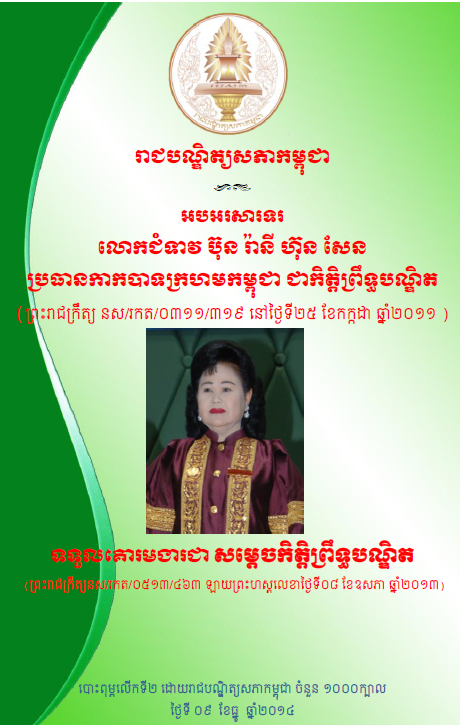 រាជបណ្ឌិត្យសភាកម្ពុជា
អបអរសារទរ
លោកជំទាវ ប៊ុន រ៉ានី ហ៊ុន សែន
ប្រធានកាកបាទក្រហមកម្ពុជា ជាកិត្តិព្រឹទ្ធបណ្ឌិត
( ព្រះរាជក្រឹត្យ នស/រកត/០៣១១/៣១៩ នៅថ្ងៃទី២៥ ខែកក្កដា ឆ្នាំ២០១១ )
ទទួលគោរមងារជា សម្តេចកិត្តិព្រឹទ្ធបណ្ឌិត
(ព្រះរាជក្រឹត្យនស/រកត/០៥១៣/៤៦៣ ឡាយព្រះហស្តលេខាថ្ងៃទី០៨ ខែឧសភា ឆ្នាំ២០១៣)
បោះពុម្ពលើកទី២ ដោយរាជបណ្ឌិត្យសភាកម្ពុជា ចំនួន ១០០០ក្បាល
ថ្ងៃទី ០៩ ខែធ្នូ ឆ្នាំ២០១៤